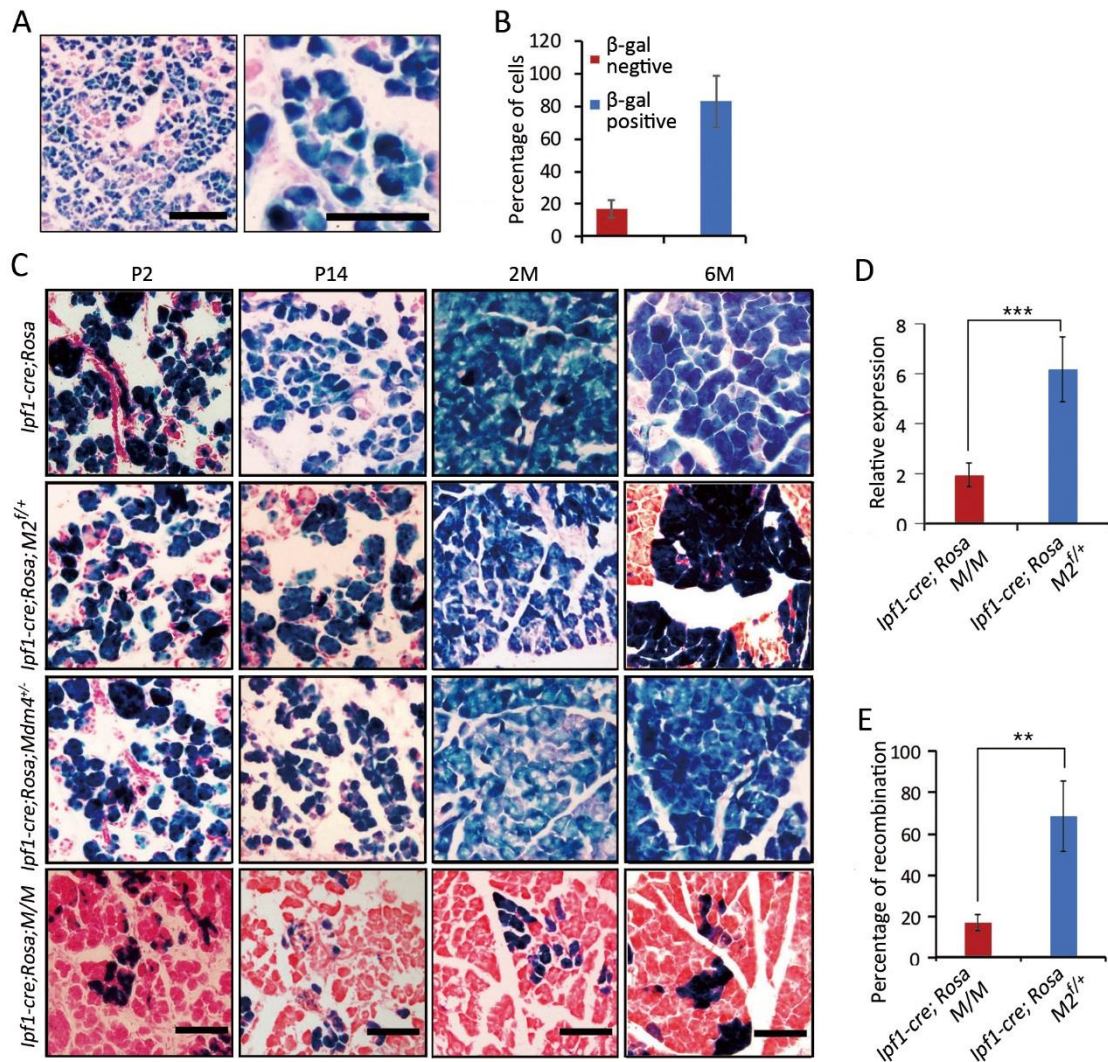 A
B
120
100
80
60
40
20
0
Percentage of cells
β-gal
negtive
β-gal
positive
C
P2
P14
2M
6M
Ipf1-cre;Rosa
Ipf1-cre;Rosa; M2f/+
Ipf1-cre;Rosa;Mdm4+/-
Ipf1-cre;Rosa;M/M
D
8
6
4
2
0
Relative expression
***
Ipf1-cre; Rosa
M/M
Ipf1-cre; Rosa
M2f/+
E
100
80
60
40
20
0
Percentage of recombination
**
Ipf1-cre; Rosa
M/M
Ipf1-cre; Rosa
M2f/+